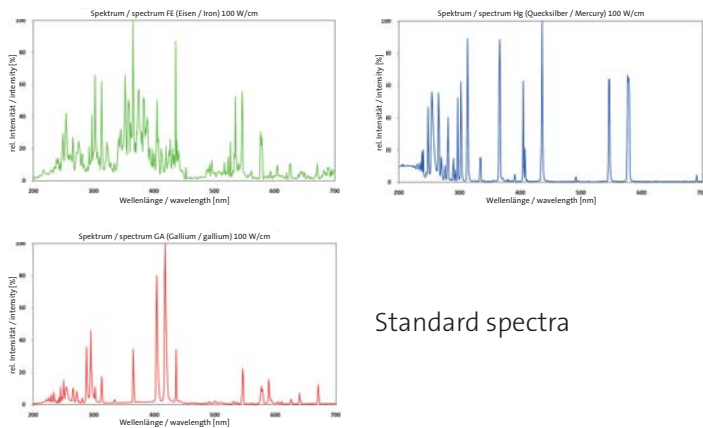 Spektrum / spectrum FE (Eisen / Iron) 100 W/cm
rel. Intensität / intensity [%]
100
80
60
40
20
0
200 300 400 500 600 700
Wellenlänge / wavelength [nm]
Spektrum / spectrum Hg (Quecksilber / Mercury) 100 W/cm
rel. Intensität / intensity [%]
100
80
60
40
20
0
200 300 400 500 600 700
Wellenlänge / wavelength [nm]
Spektrum / spectrum GA (Gallium / gallium) 100 W/cm
rel. Intensität / intensity [%]
100
80
60
40
20
0
200 300 400 500 600 700
Wellenlänge / wavelength [nm]
Standard spectra